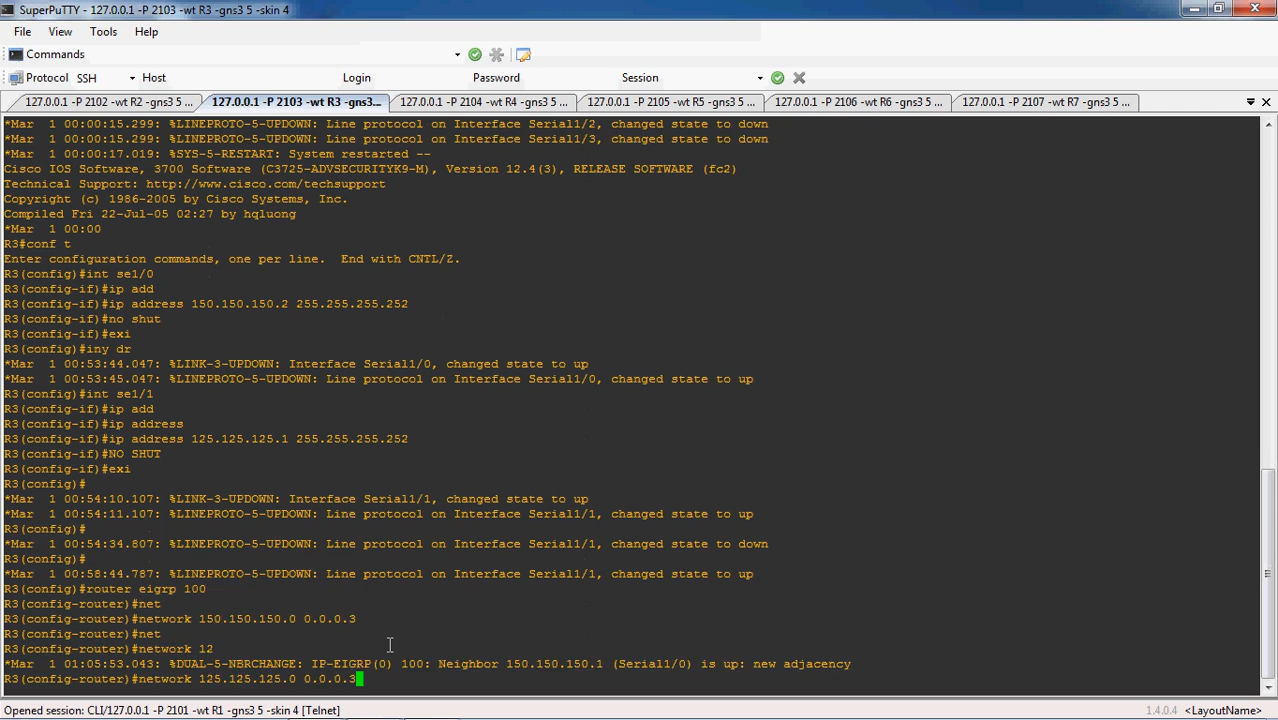 SuperPuTTY - 127.0.0.1 -P 2103 -wt R3 -gns3 5 -skin 4
File View Tools Help
Commands
Protocol SSH Host Login Password Session
127.0.0.1 -P 2102 -wt R2 -gns3 5 ... 127.0.0.1 -P 2103 -wt R3 -gns3... 127.0.0.1 -P 2104 -wt R4 -gns3 5 ... 127.0.0.1 -P 2105 -wt R5 -gns3 5 ... 127.0.0.1 -P 2106 -wt R6 -gns3 5 ... 127.0.0.1 -P 2107 -wt R7 -gns3 5 ...
*Mar  1 00:00:15.299: %LINEPROTO-5-UPDOWN: Line protocol on Interface Serial1/2, changed state to down
*Mar  1 00:00:15.299: %LINEPROTO-5-UPDOWN: Line protocol on Interface Serial1/3, changed state to down
*Mar  1 00:00:17.019: %SYS-5-RESTART: System restarted --
Cisco IOS Software, 3700 Software (C3725-ADVSECURITYK9-M), Version 12.4(3), RELEASE SOFTWARE (fc2)
Technical Support: http://www.cisco.com/techsupport
Copyright (c) 1986-2005 by Cisco Systems, Inc.
Compiled Fri 22-Jul-05 02:27 by hqluong
*Mar  1 00:00
R3#conf t
Enter configuration commands, one per line.  End with CNTL/Z.
R3(config)#int se1/0
R3(config-if)#ip add
R3(config-if)#ip address 150.150.150.2 255.255.255.252
R3(config-if)#no shut
R3(config-if)#exi
R3(config)#iny dr
*Mar  1 00:53:44.047: %LINK-3-UPDOWN: Interface Serial1/0, changed state to up
*Mar  1 00:53:45.047: %LINEPROTO-5-UPDOWN: Line protocol on Interface Serial1/0, changed state to up
R3(config)#int se1/1
R3(config-if)#ip add
R3(config-if)#ip address
R3(config-if)#ip address 125.125.125.1 255.255.255.252
R3(config-if)#NO SHUT
R3(config-if)#exi
R3(config)#
*Mar  1 00:54:10.107: %LINK-3-UPDOWN: Interface Serial1/1, changed state to up
*Mar  1 00:54:11.107: %LINEPROTO-5-UPDOWN: Line protocol on Interface Serial1/1, changed state to up
R3(config)#
*Mar  1 00:54:34.807: %LINEPROTO-5-UPDOWN: Line protocol on Interface Serial1/1, changed state to down
R3(config)#
*Mar  1 00:58:44.787: %LINEPROTO-5-UPDOWN: Line protocol on Interface Serial1/1, changed state to up
R3(config)#router eigrp 100
R3(config-router)#net
R3(config-router)#network 150.150.150.0 0.0.0.3
R3(config-router)#net
R3(config-router)#network 12
*Mar  1 01:05:53.043: %DUAL-5-NBRCHANGE: IP-EIGRP(0) 100: Neighbor 150.150.150.1 (Serial1/0) is up: new adjacency
R3(config-router)#network 125.125.125.0 0.0.0.3
Opened session: CLI/127.0.0.1 -P 2101 -wt R1 -gns3 5 -skin 4 [Telnet] 1.4.0.4 <LayoutName>